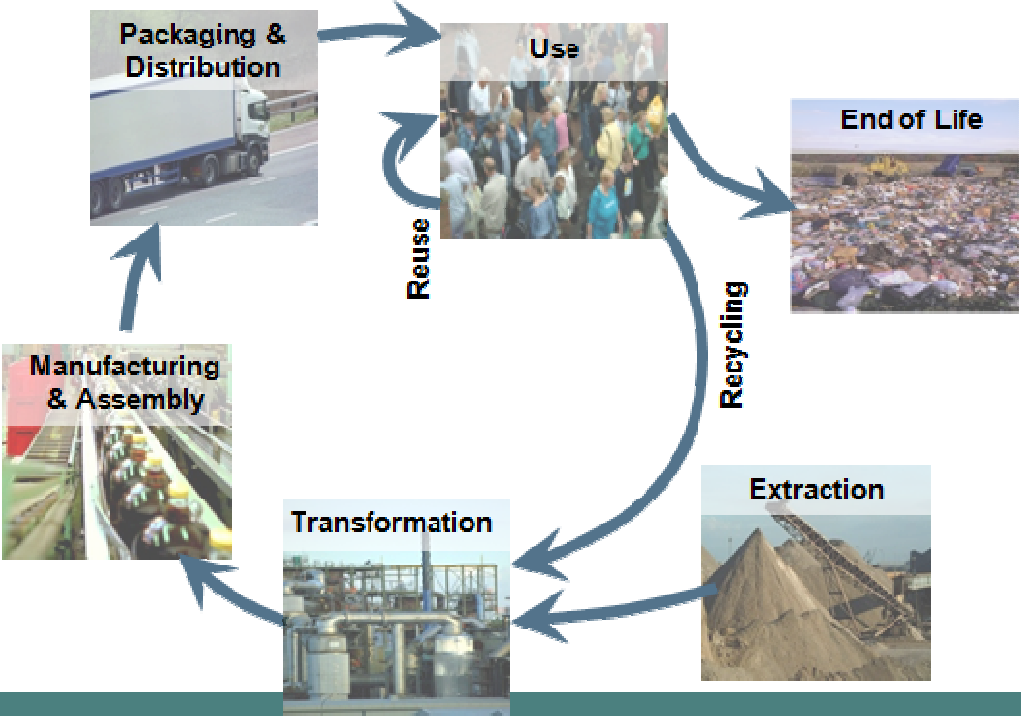 Packaging &
Distribution
Use
End of Life
Reuse
Recycling
Manufacturing
& Assembly
Extraction
Transformation